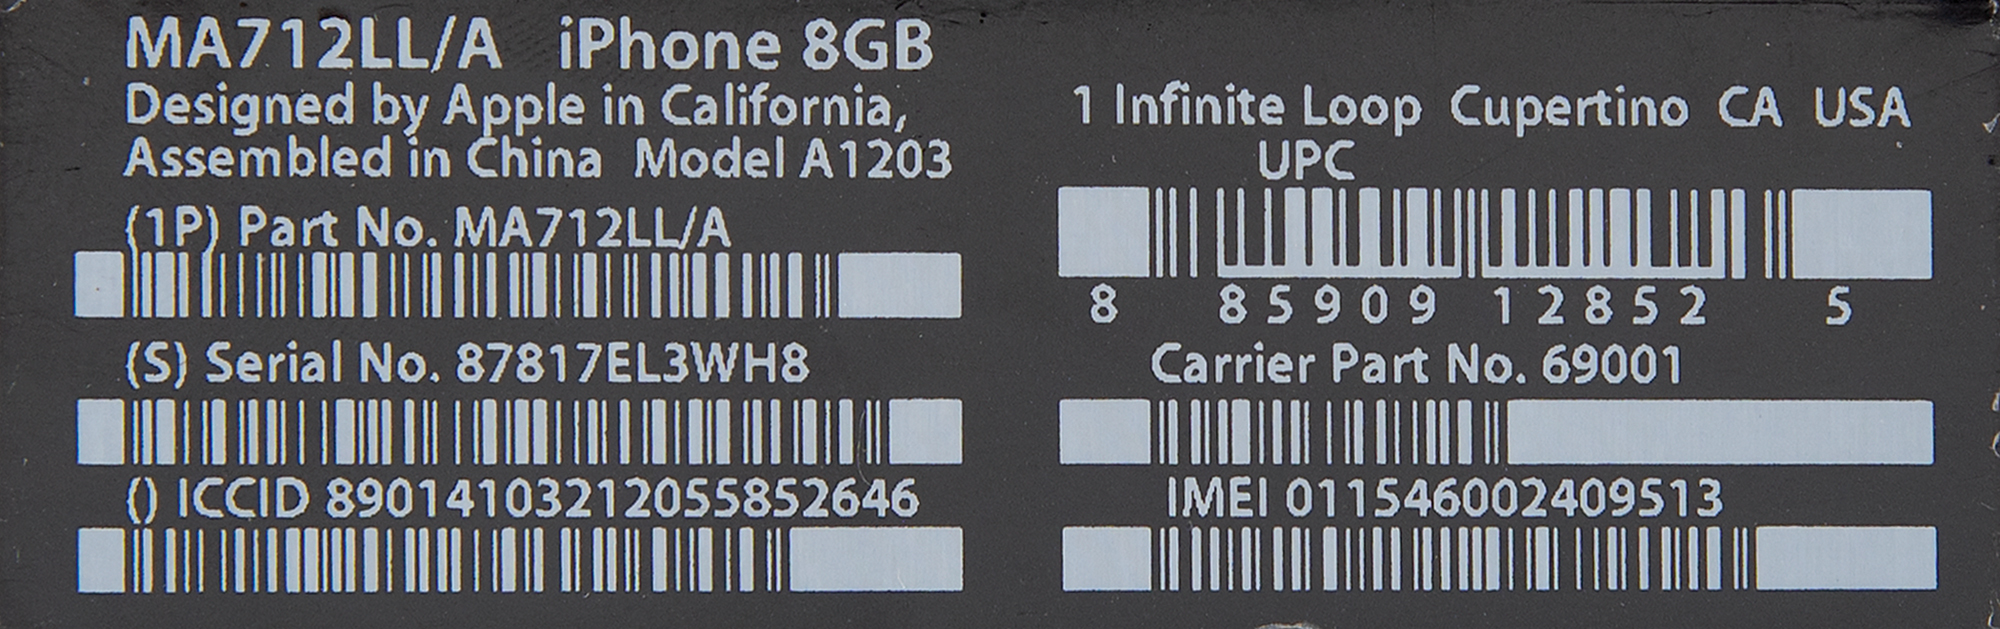 MA712LL/A iPhone 8GB
Designed by Apple in California,
Assembled in China Model A1203
(1P) Part No. MA712LL/A
(S) Serial No. 87817EL3WH8
() ICCID 89014103212055852646
1 Infinite Loop Cupertino CA USA
UPC
8 85909 12852 5
Carrier Part No. 69001
IMEI 011546002409513